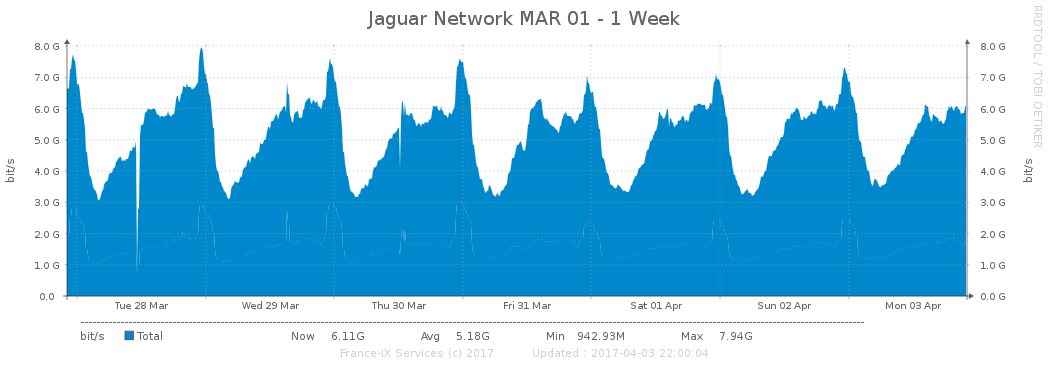 Jaguar Network MAR 01 - 1 Week
RRDTOOL / TOBI OETIKER
8.0 G 8.0 G
7.0 G 7.0 G
6.0 G 6.0 G
5.0 G 5.0 G
4.0 G 4.0 G
3.0 G 3.0 G
2.0 G 2.0 G
1.0 G 1.0 G
0.0 0.0 G
bit/s bit/s
Tue 28 Mar Wed 29 Mar Thu 30 Mar Fri 31 Mar Sat 01 Apr Sun 02 Apr Mon 03 Apr
bit/s Total Now 6.11G Avg 5.18G Min 942.93M Max 7.94G
France-IX Services (c) 2017 Updated : 2017-04-03 22:00:04